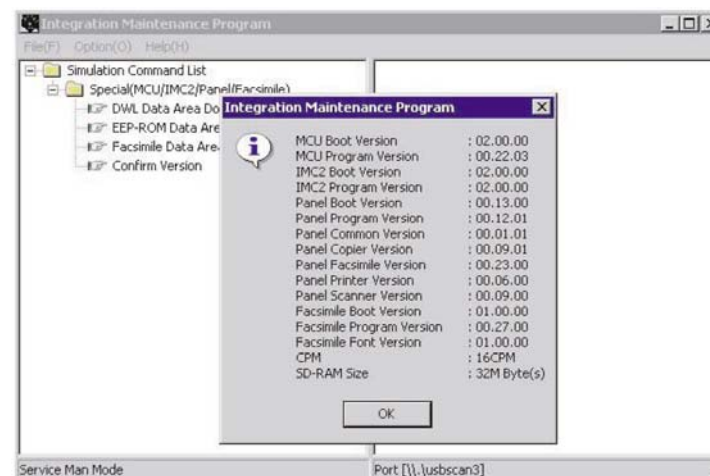 Integration Maintenance Program
File(F) Option(O) Help(H)
Simulation Command List
Special(MCU/IMC2/Panel/Facsimile)
DWL Data Area Do
EEP-ROM Data Are
Facsimile Data Are
Confirm Version
Integration Maintenance Program
MCU Boot Version : 02.00.00
MCU Program Version : 00.22.03
IMC2 Boot Version : 02.00.00
IMC2 Program Version : 02.00.00
Panel Boot Version : 00.13.00
Panel Program Version : 00.12.01
Panel Common Version : 00.01.01
Panel Copier Version : 00.09.01
Panel Facsimile Version : 00.23.00
Panel Printer Version : 00.06.00
Panel Scanner Version : 00.09.00
Facsimile Boot Version : 01.00.00
Facsimile Program Version : 00.27.00
Facsimile Font Version : 01.00.00
CPM : 16CPM
SD-RAM Size : 32M Byte(s)
OK
Service Man Mode Port [\\.\usbscan3]